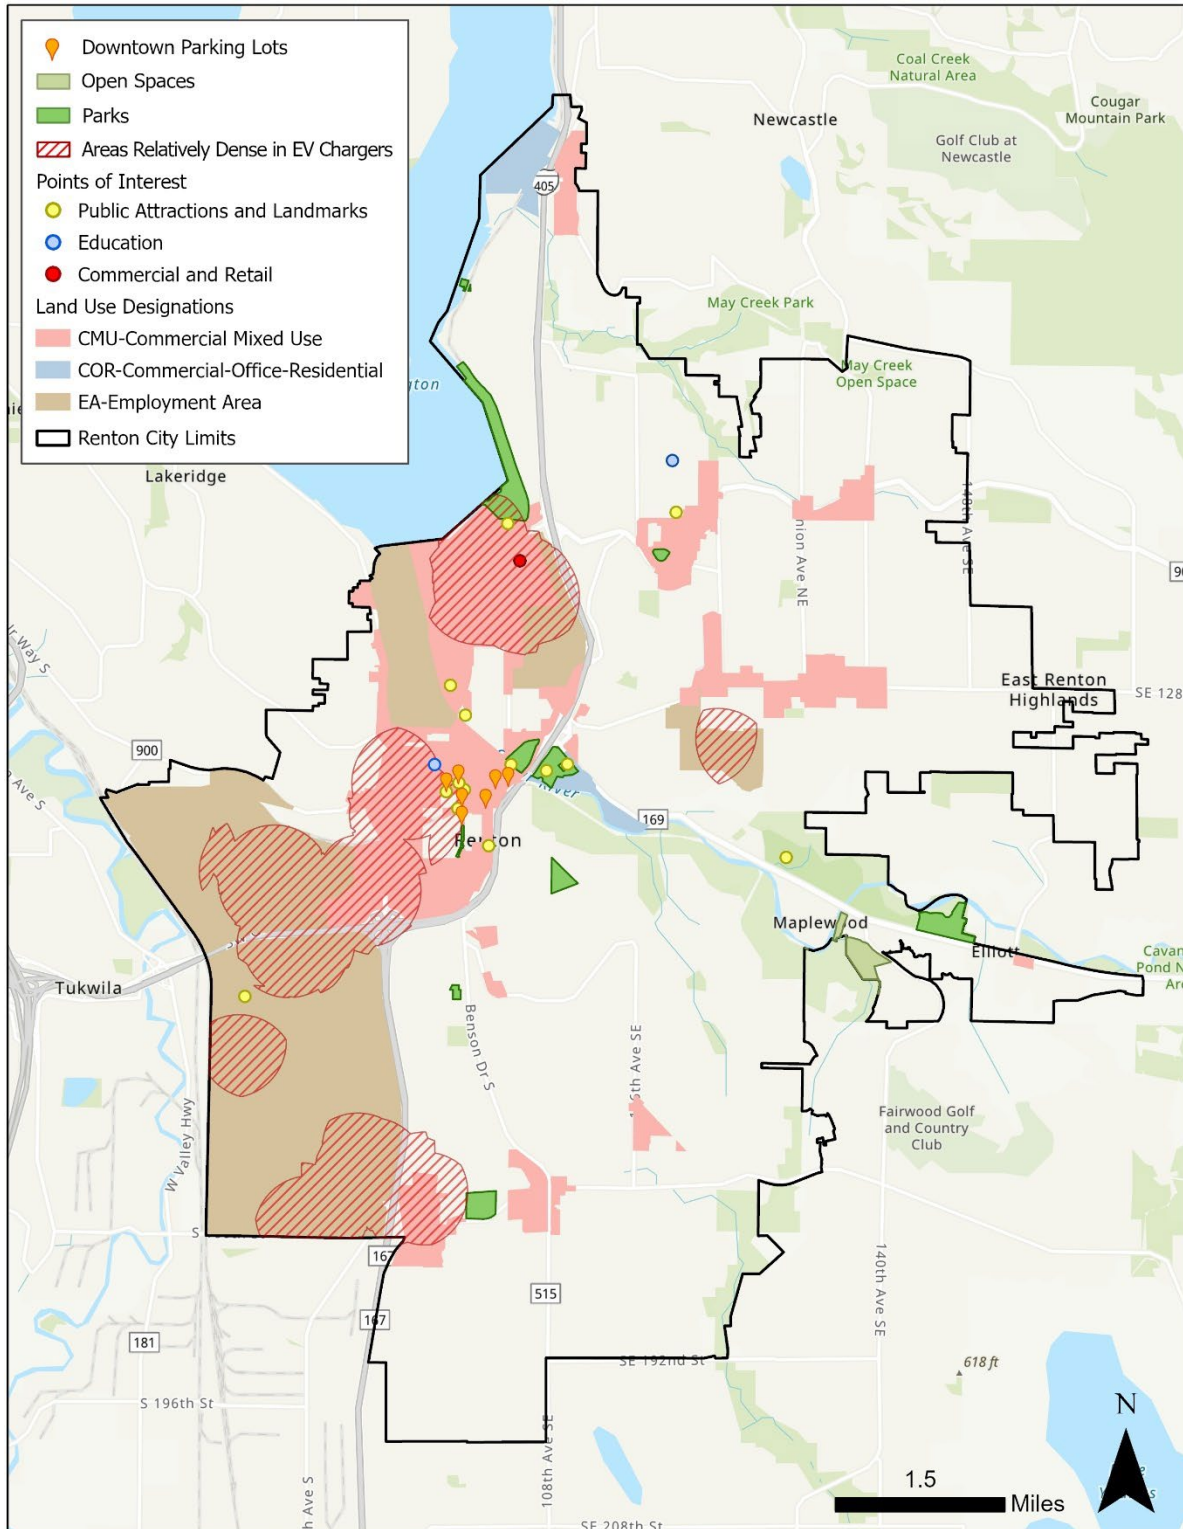 Downtown Parking Lots
Open Spaces
Parks
Areas Relatively Dense in EV Chargers
Points of Interest
Public Attractions and Landmarks
Education
Commercial and Retail
Land Use Designations
CMU-Commercial Mixed Use
COR-Commercial-Office-Residential
EA-Employment Area
Renton City Limits
Coal Creek
Natural Area
Cougar
Mountain Park
Newcastle
Golf Club at
Newcastle
405
May Creek Park
May Creek
Open Space
Lakeridge
148th Ave SE
East Renton
Highlands
SE 128
900
169
Renton
Maplewood
Elliott
Tukwila
Benson Dr S
W Valley Hwy
Fairwood Golf
and Country
Club
140th Ave SE
167
515
167
181
SE 192nd St
618 ft
S 196th St
108th Ave SE
SE 208th St
N
1.5
Miles